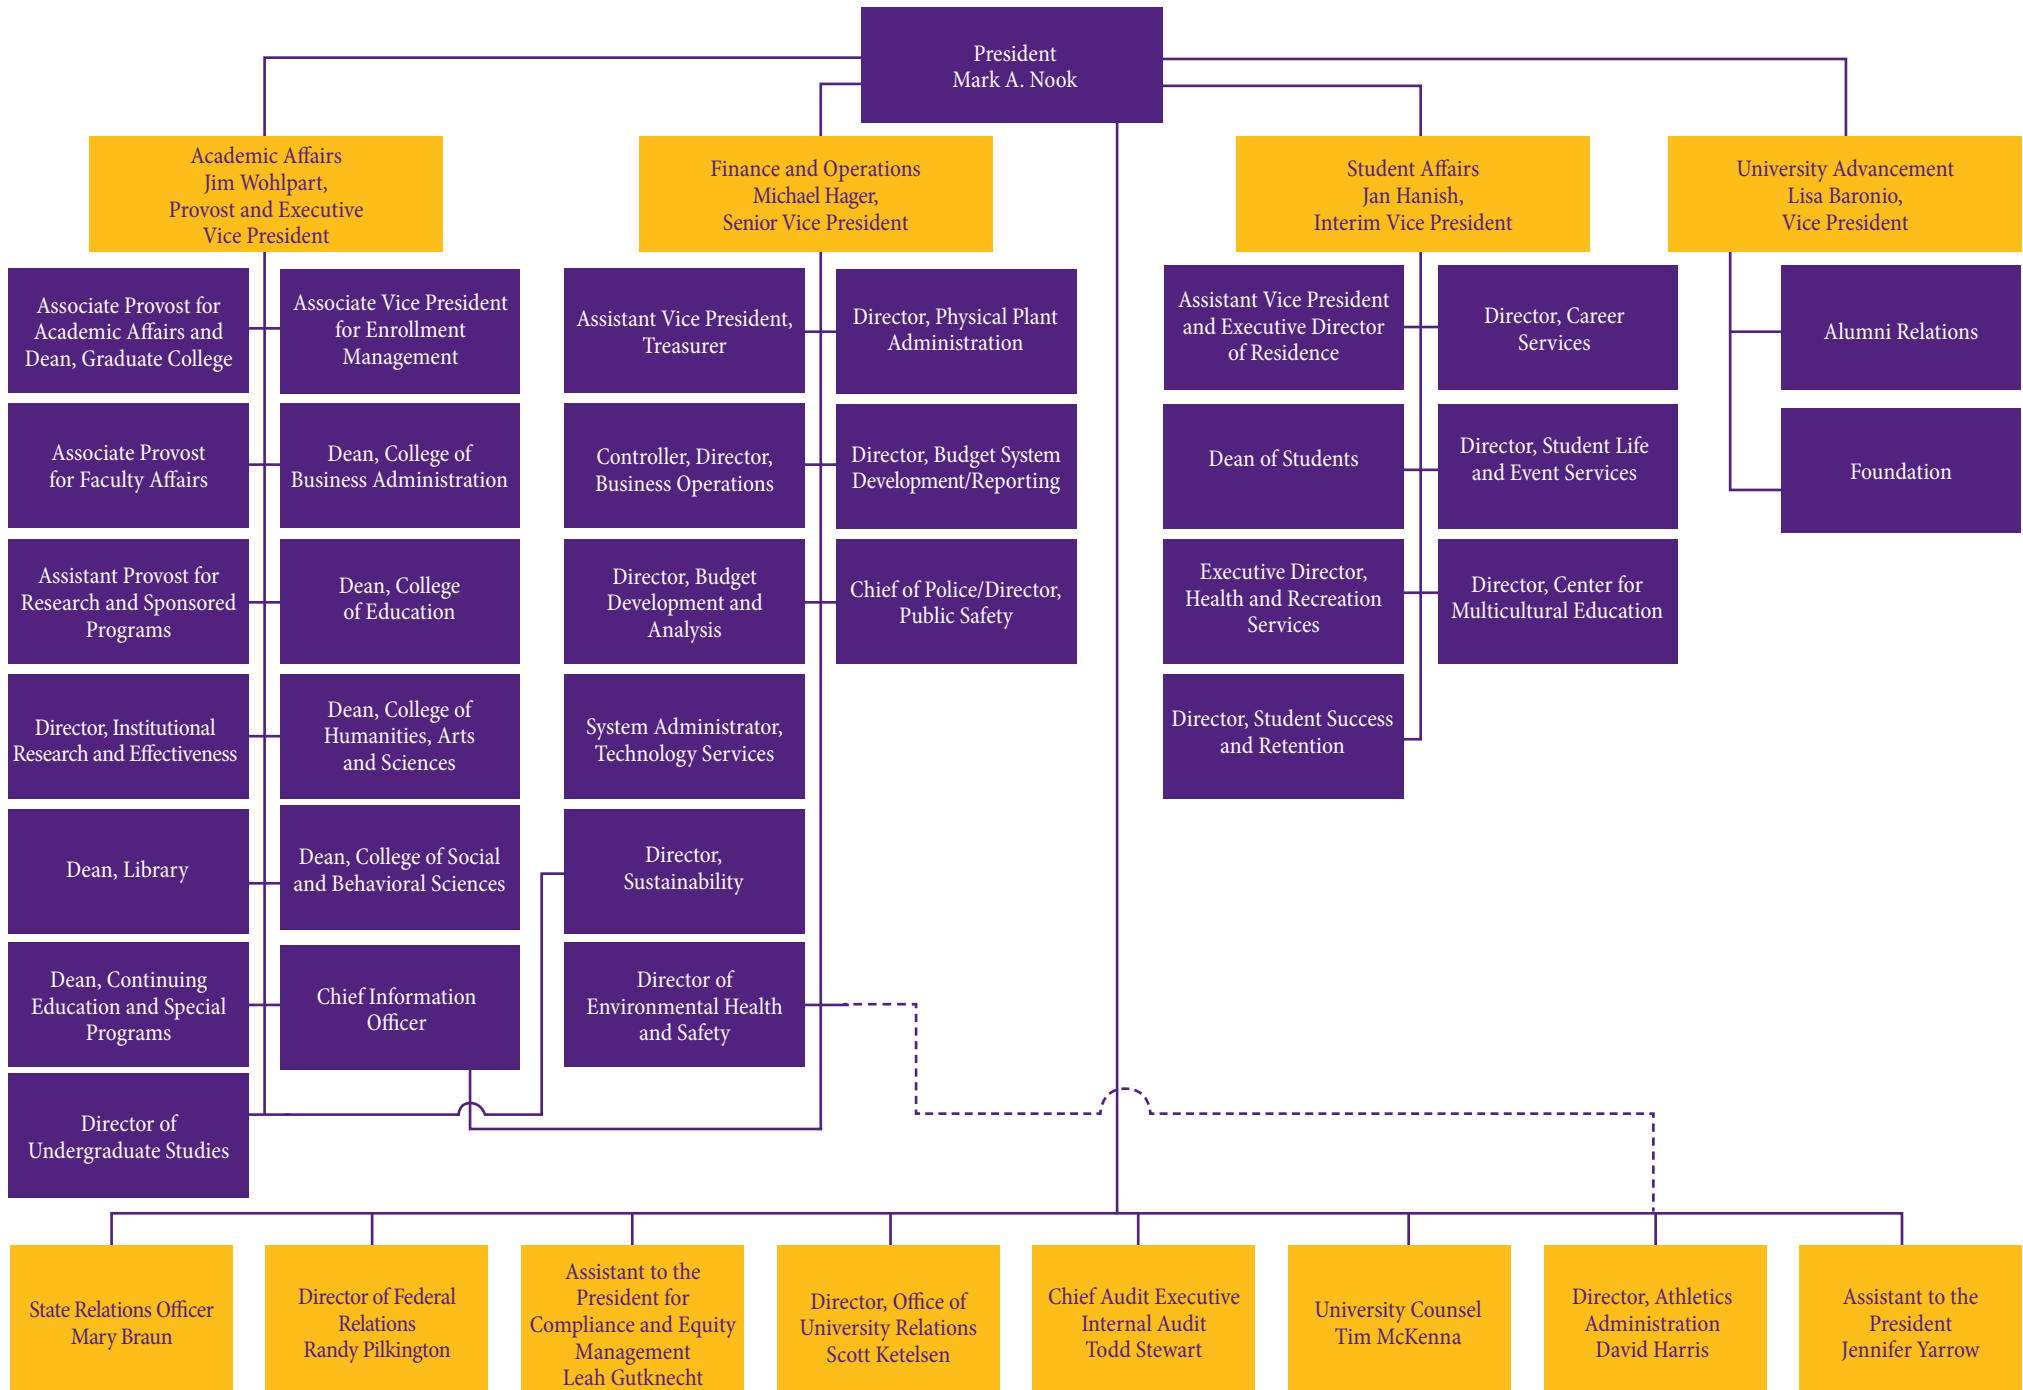 President
Mark A. Nook
Academic Affairs
Jim Wohlpart,
Provost and Executive
Vice President
Finance and Operations
Michael Hager,
Senior Vice President
Student Affairs
Jan Hanish,
Interim Vice President
University Advancement
Lisa Baronio,
Vice President
Associate Provost for
Academic Affairs and
Dean, Graduate College
Associate Vice President
for Enrollment
Management
Assistant Vice President,
Treasurer
Director, Physical Plant
Administration
Assistant Vice President
and Executive Director
of Residence
Director, Career
Services
Alumni Relations
Associate Provost
for Faculty Affairs
Dean, College of
Business Administration
Controller, Director,
Business Operations
Director, Budget System
Development/Reporting
Dean of Students
Director, Student Life
and Event Services
Foundation
Assistant Provost for
Research and Sponsored
Programs
Dean, College
of Education
Director, Budget
Development and
Analysis
Chief of Police/Director,
Public Safety
Executive Director,
Health and Recreation
Services
Director, Center for
Multicultural Education
Director, Institutional
Research and Effectiveness
Dean, College of
Humanities, Arts
and Sciences
System Administrator,
Technology Services
Director, Student Success
and Retention
Dean, Library
Dean, College of Social
and Behavioral Sciences
Director,
Sustainability
Dean, Continuing
Education and Special
Programs
Chief Information
Officer
Director of
Environmental Health
and Safety
Director of
Undergraduate Studies
State Relations Officer
Mary Braun
Director of Federal
Relations
Randy Pilkington
Assistant to the
President for
Compliance and Equity
Management
Leah Gutknecht
Director, Office of
University Relations
Scott Ketelsen
Chief Audit Executive
Internal Audit
Todd Stewart
University Counsel
Tim McKenna
Director, Athletics
Administration
David Harris
Assistant to the
President
Jennifer Yarrow